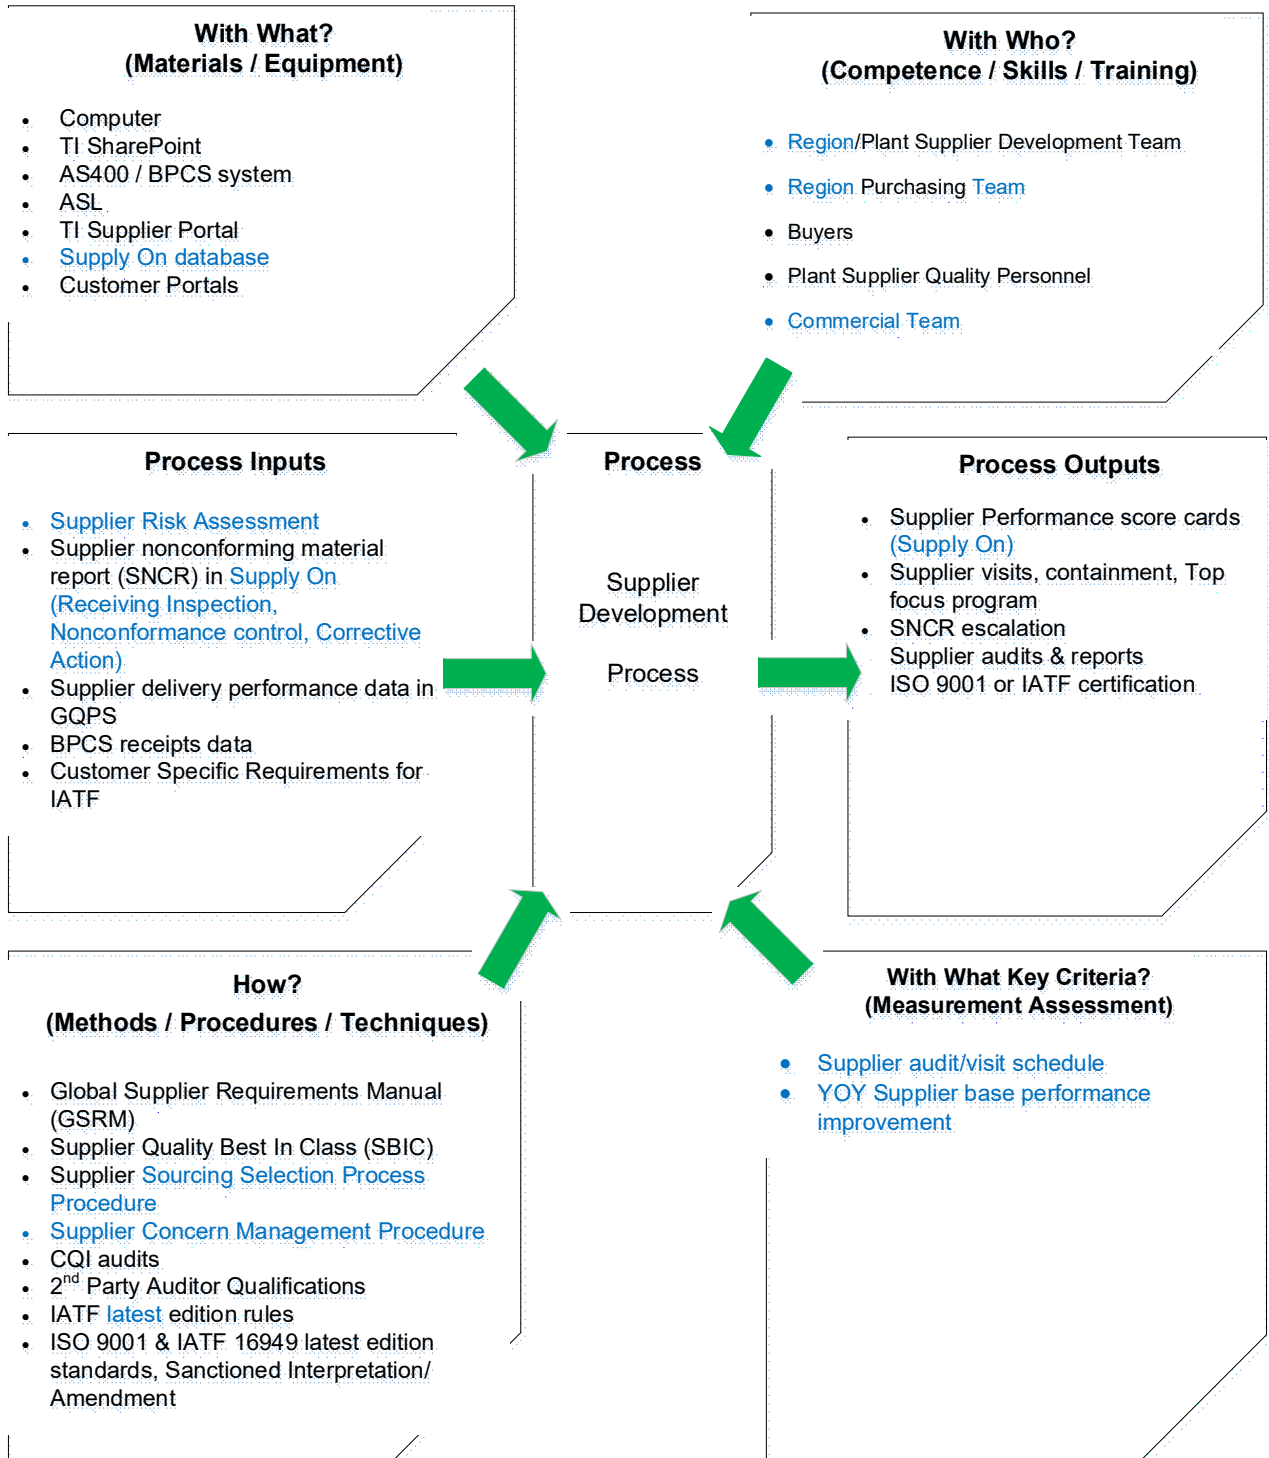 With What?
(Materials / Equipment)
• Computer
• TI SharePoint
• AS400 / BPCS system
• ASL
• TI Supplier Portal
• Supply On database
• Customer Portals
With Who?
(Competence / Skills / Training)
• Region/Plant Supplier Development Team
• Region Purchasing Team
• Buyers
• Plant Supplier Quality Personnel
• Commercial Team
Process Inputs
• Supplier Risk Assessment
• Supplier nonconforming material
report (SNCR) in Supply On
(Receiving Inspection,
Nonconformance control, Corrective
Action)
• Supplier delivery performance data in
GQPS
• BPCS receipts data
• Customer Specific Requirements for
IATF
Process
Supplier
Development
Process
Process Outputs
• Supplier Performance score cards
(Supply On)
• Supplier visits, containment, Top
focus program
• SNCR escalation
Supplier audits & reports
ISO 9001 or IATF certification
How?
(Methods / Procedures / Techniques)
• Global Supplier Requirements Manual
(GSRM)
• Supplier Quality Best In Class (SBIC)
• Supplier Sourcing Selection Process
Procedure
• Supplier Concern Management Procedure
• CQI audits
• 2nd Party Auditor Qualifications
• IATF latest edition rules
• ISO 9001 & IATF 16949 latest edition
standards, Sanctioned Interpretation/
Amendment
With What Key Criteria?
(Measurement Assessment)
• Supplier audit/visit schedule
• YOY Supplier base performance
improvement